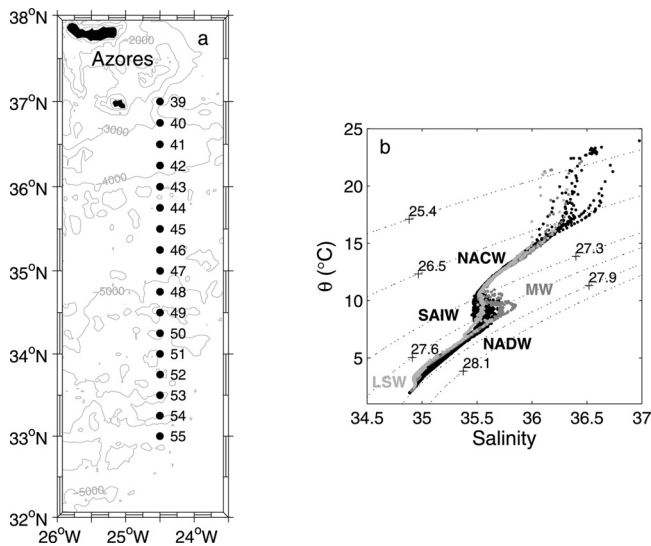 a
38°N
37°N
36°N
35°N
34°N
33°N
32°N
26°W
25°W
24°W
Azores
−2000
−3000
−4000
−5000
−5000
39
40
41
42
43
44
45
46
47
48
49
50
51
52
53
54
55
b
25
20
15
10
5
θ (°C)
34.5
35
35.5
36
36.5
37
Salinity
25.4
26.5
27.3
27.9
27.6
28.1
NACW
MW
SAIW
NADW
LSW